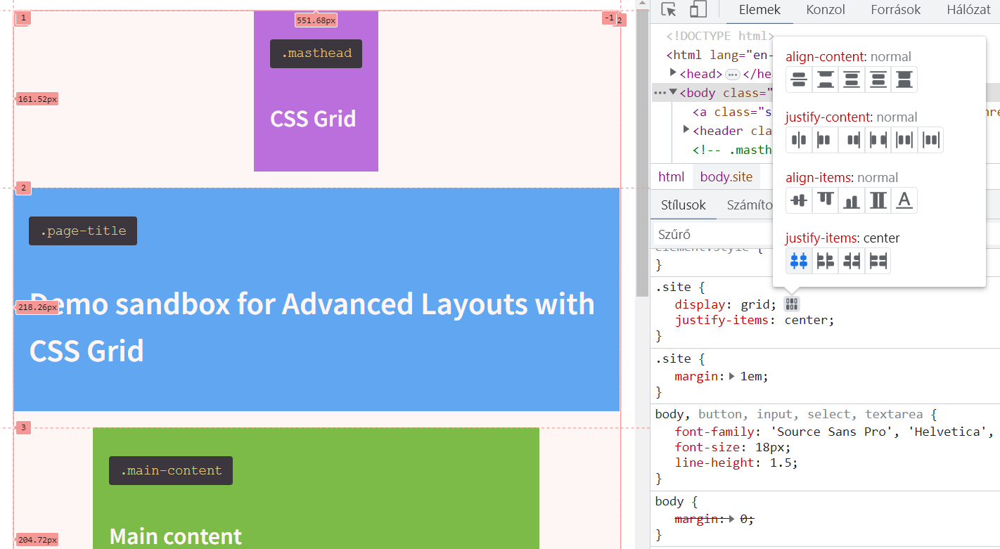 1
551.68px
-1
2
.masthead
161.52px
CSS Grid
2
.page-title
218.26px
Demo sandbox for Advanced Layouts with
CSS Grid
3
.main-content
Main content
204.72px
Elemek
Konzol
Források
Hálózat
<!DOCTYPE html>
<html lang="en-
<head> … </he
<body class="
<a class="s
<header cla
<!-- .masth
html
body.site
Stílusok
Számíto
Szűrő
element.style {
}
.site {
display: grid;
justify-items: center;
}
.site {
margin: 1em;
}
body, button, input, select, textarea {
font-family: 'Source Sans Pro', 'Helvetica',
font-size: 18px;
line-height: 1.5;
}
body {
margin: 0;
}
align-content: normal
justify-content: normal
align-items: normal
A
justify-items: center